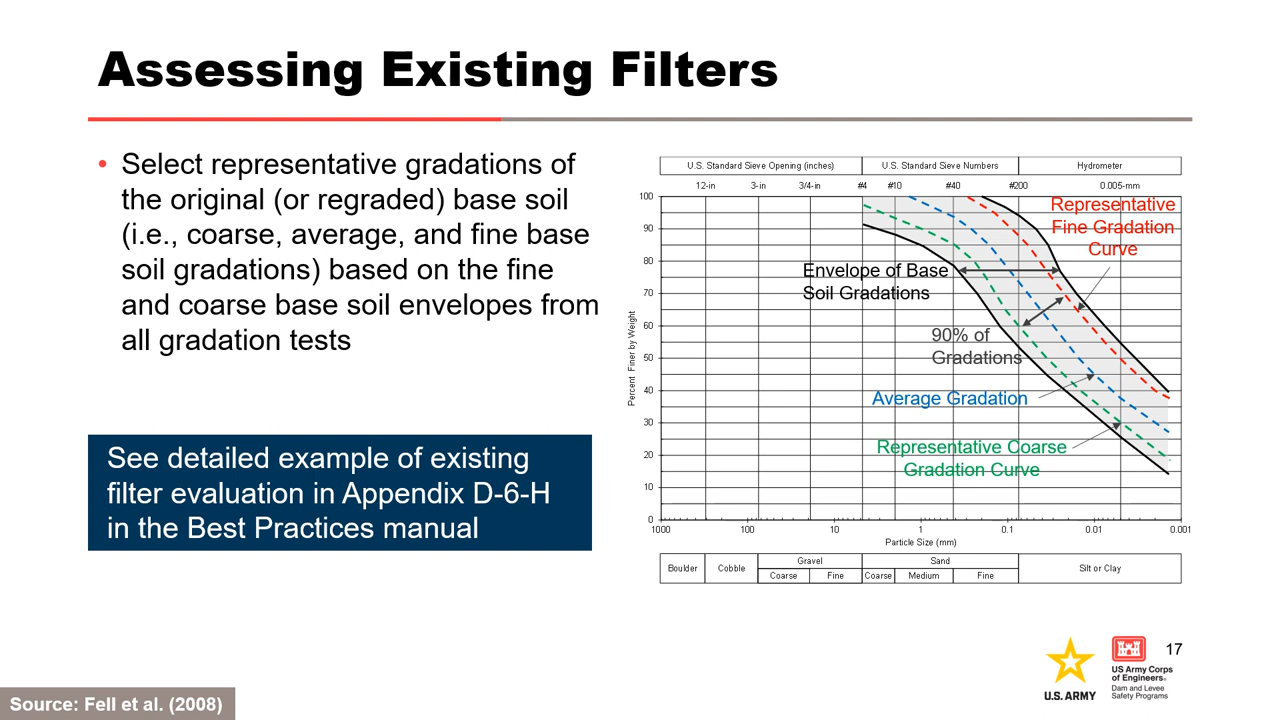 Assessing Existing Filters
• Select representative gradations of
the original (or regraded) base soil
(i.e., coarse, average, and fine base
soil gradations) based on the fine
and coarse base soil envelopes from
all gradation tests
See detailed example of existing
filter evaluation in Appendix D-6-H
in the Best Practices manual
U.S. Standard Sieve Opening (inches) U.S. Standard Sieve Numbers Hydrometer
12-in 3-in 3/4-in #4 #10 #40 #200 0.005-mm
100
90
80
70
60
50
40
30
20
10
0
Percent Finer by Weight
Representative
Fine Gradation
Curve
Envelope of Base
Soil Gradations
90% of
Gradations
Average Gradation
Representative Coarse
Gradation Curve
1000 100 10 1 0.1 0.01 0.001
Particle Size (mm)
Boulder Cobble Gravel Sand Silt or Clay
Coarse Fine Coarse Medium Fine
U.S. ARMY
US Army Corps
of Engineers®
Dam and Levee
Safety Programs
17
Source: Fell et al. (2008)